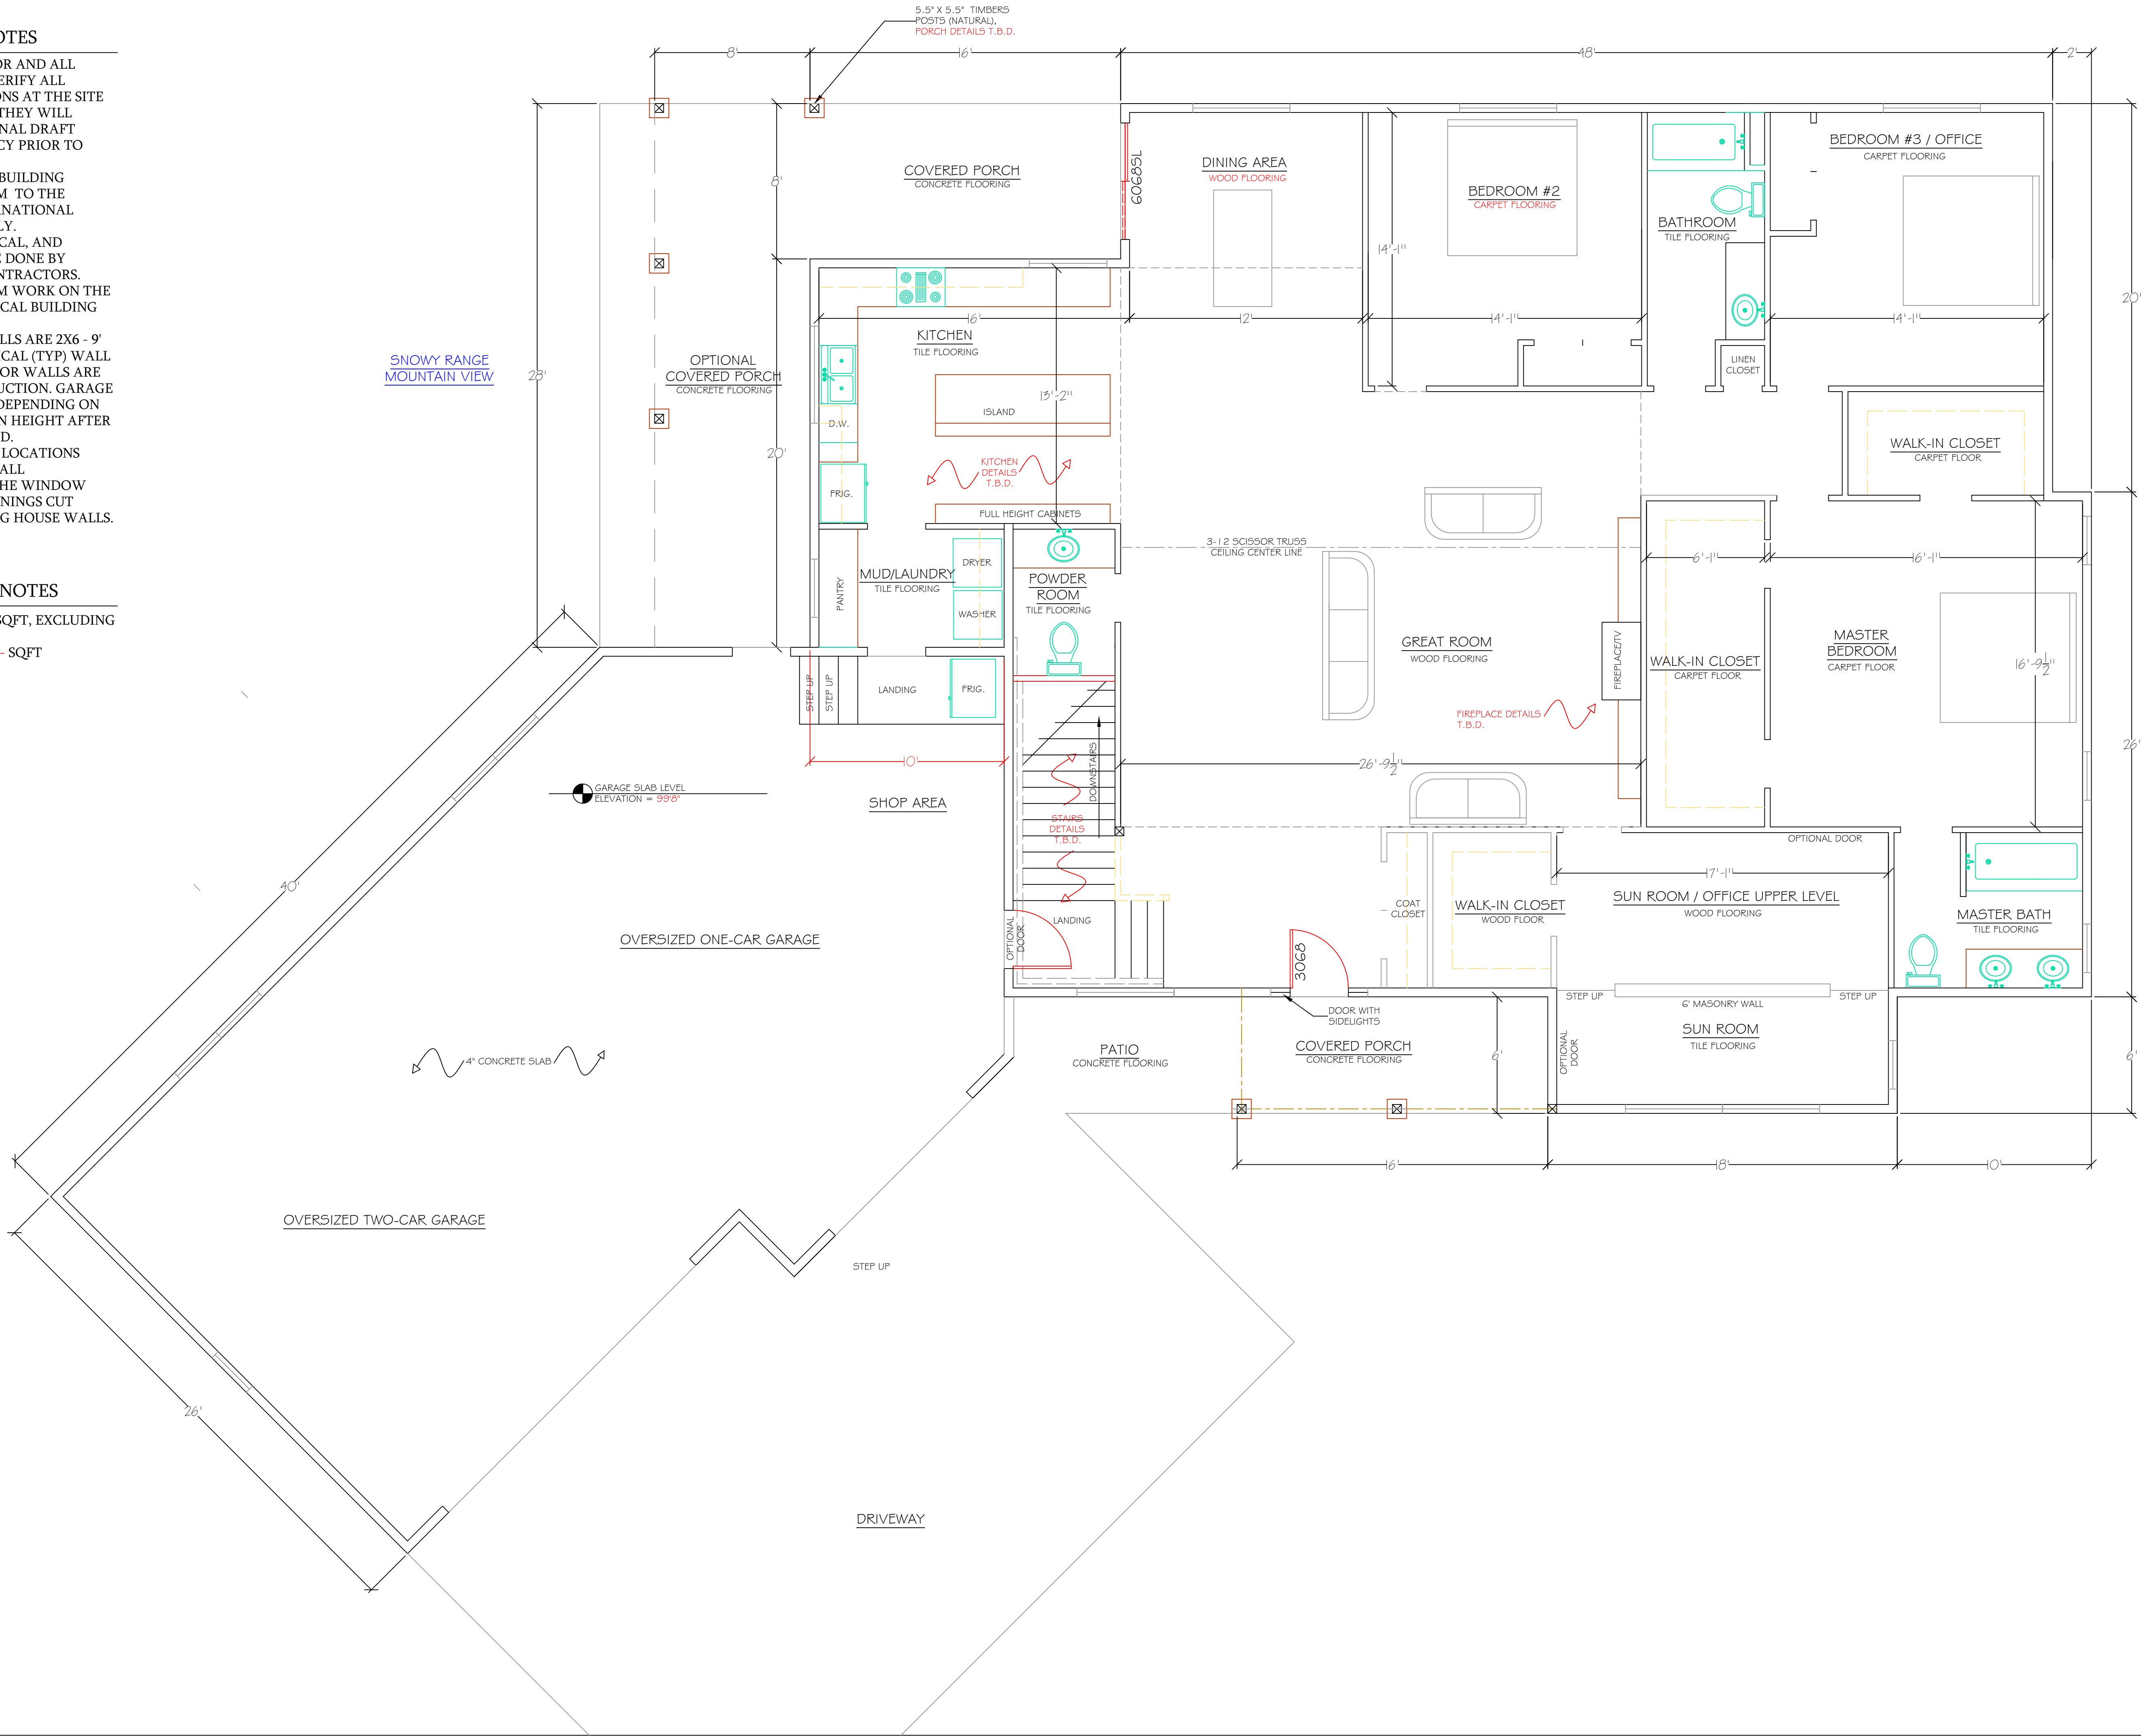 OTES
OR AND ALL
ERIFY ALL
ONS AT THE SITE
THEY WILL
NAL DRAFT
CY PRIOR TO
BUILDING
M TO THE
RNATIONAL
LY.
CAL, AND
E DONE BY
NTRACTORS.
M WORK ON THE
CAL BUILDING
LLS ARE 2X6 - 9'
ICAL (TYP) WALL
OR WALLS ARE
UCTION. GARAGE
DEPENDING ON
N HEIGHT AFTER
D.
LOCATIONS
ALL
HE WINDOW
NINGS CUT
G HOUSE WALLS.
NOTES
SQFT, EXCLUDING
- SQFT
5.5" X 5.5" TIMBERS
POSTS (NATURAL),
PORCH DETAILS T.B.D.
8'
16'
48'
2'
COVERED PORCH
CONCRETE FLOORING
8'
6068SL
DINING AREA
WOOD FLOORING
BEDROOM #2
CARPET FLOORING
14'-1"
BATHROOM
TILE FLOORING
BEDROOM #3 / OFFICE
CARPET FLOORING
20'
SNOWY RANGE
MOUNTAIN VIEW
28'
OPTIONAL
COVERED PORCH
CONCRETE FLOORING
20'
16'
12'
14'-1"
14'-1"
KITCHEN
TILE FLOORING
D.W.
FRIG.
ISLAND
13'-2"
KITCHEN
DETAILS
T.B.D.
FULL HEIGHT CABINETS
LINEN
CLOSET
WALK-IN CLOSET
CARPET FLOOR
3-12 SCISSOR TRUSS
CEILING CENTER LINE
6'-1"
16'-1"
PANTRY
MUD/LAUNDRY
TILE FLOORING
DRYER
WASHER
POWDER
ROOM
TILE FLOORING
GREAT ROOM
WOOD FLOORING
FIREPLACE/TV
FIREPLACE DETAILS
T.B.D.
WALK-IN CLOSET
CARPET FLOOR
MASTER
BEDROOM
CARPET FLOOR
16'-9 1/2"
26'
STEP UP
STEP UP
LANDING
FRIG.
10'
26'-9 1/2"
DOWNSTAIRS
STAIRS
DETAILS
T.B.D.
GARAGE SLAB LEVEL
ELEVATION = 99'8"
SHOP AREA
40'
OVERSIZED ONE-CAR GARAGE
OPTIONAL
DOOR
LANDING
3068
COAT
CLOSET
WALK-IN CLOSET
WOOD FLOOR
17'-1"
OPTIONAL DOOR
SUN ROOM / OFFICE UPPER LEVEL
WOOD FLOORING
MASTER BATH
TILE FLOORING
STEP UP
6' MASONRY WALL
STEP UP
DOOR WITH
SIDELIGHTS
SUN ROOM
TILE FLOORING
OPTIONAL
DOOR
PATIO
CONCRETE FLOORING
COVERED PORCH
CONCRETE FLOORING
6'
6'
4" CONCRETE SLAB
16'
18'
10'
OVERSIZED TWO-CAR GARAGE
STEP UP
26'
DRIVEWAY